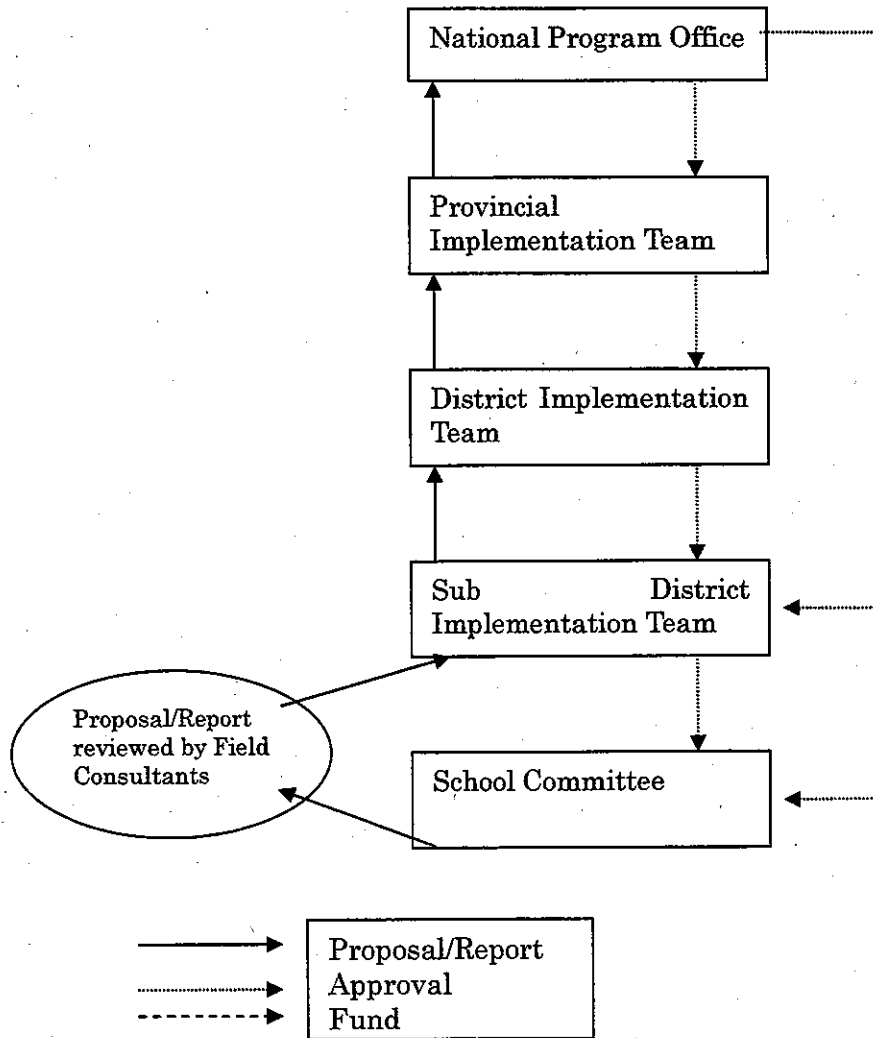 National Program Office
Provincial
Implementation Team
District Implementation
Team
Sub District
Implementation Team
Proposal/Report
reviewed by Field
Consultants
School Committee
Proposal/Report
Approval
Fund